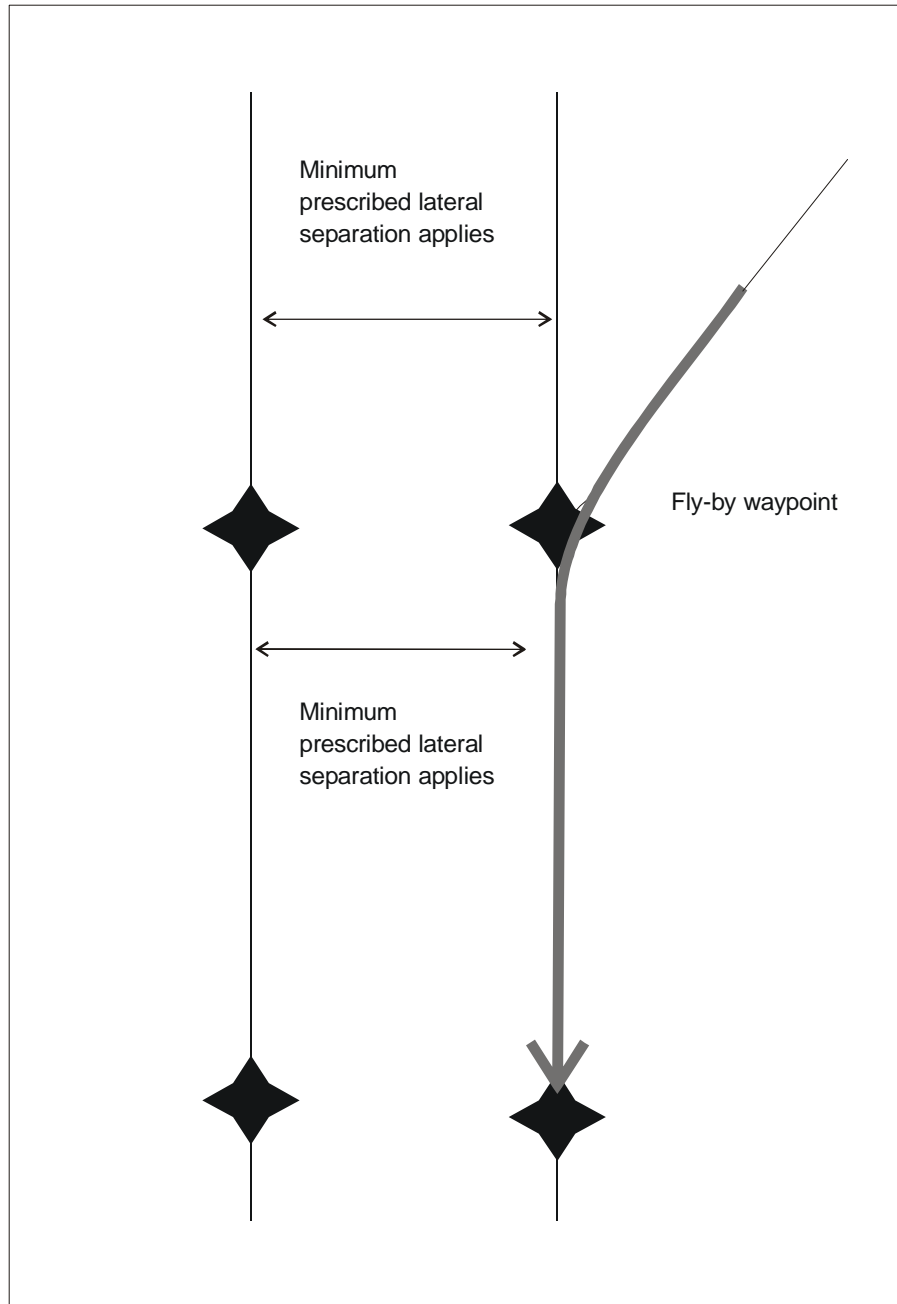 Minimum
prescribed lateral
separation applies
Fly-by waypoint
Minimum
prescribed lateral
separation applies